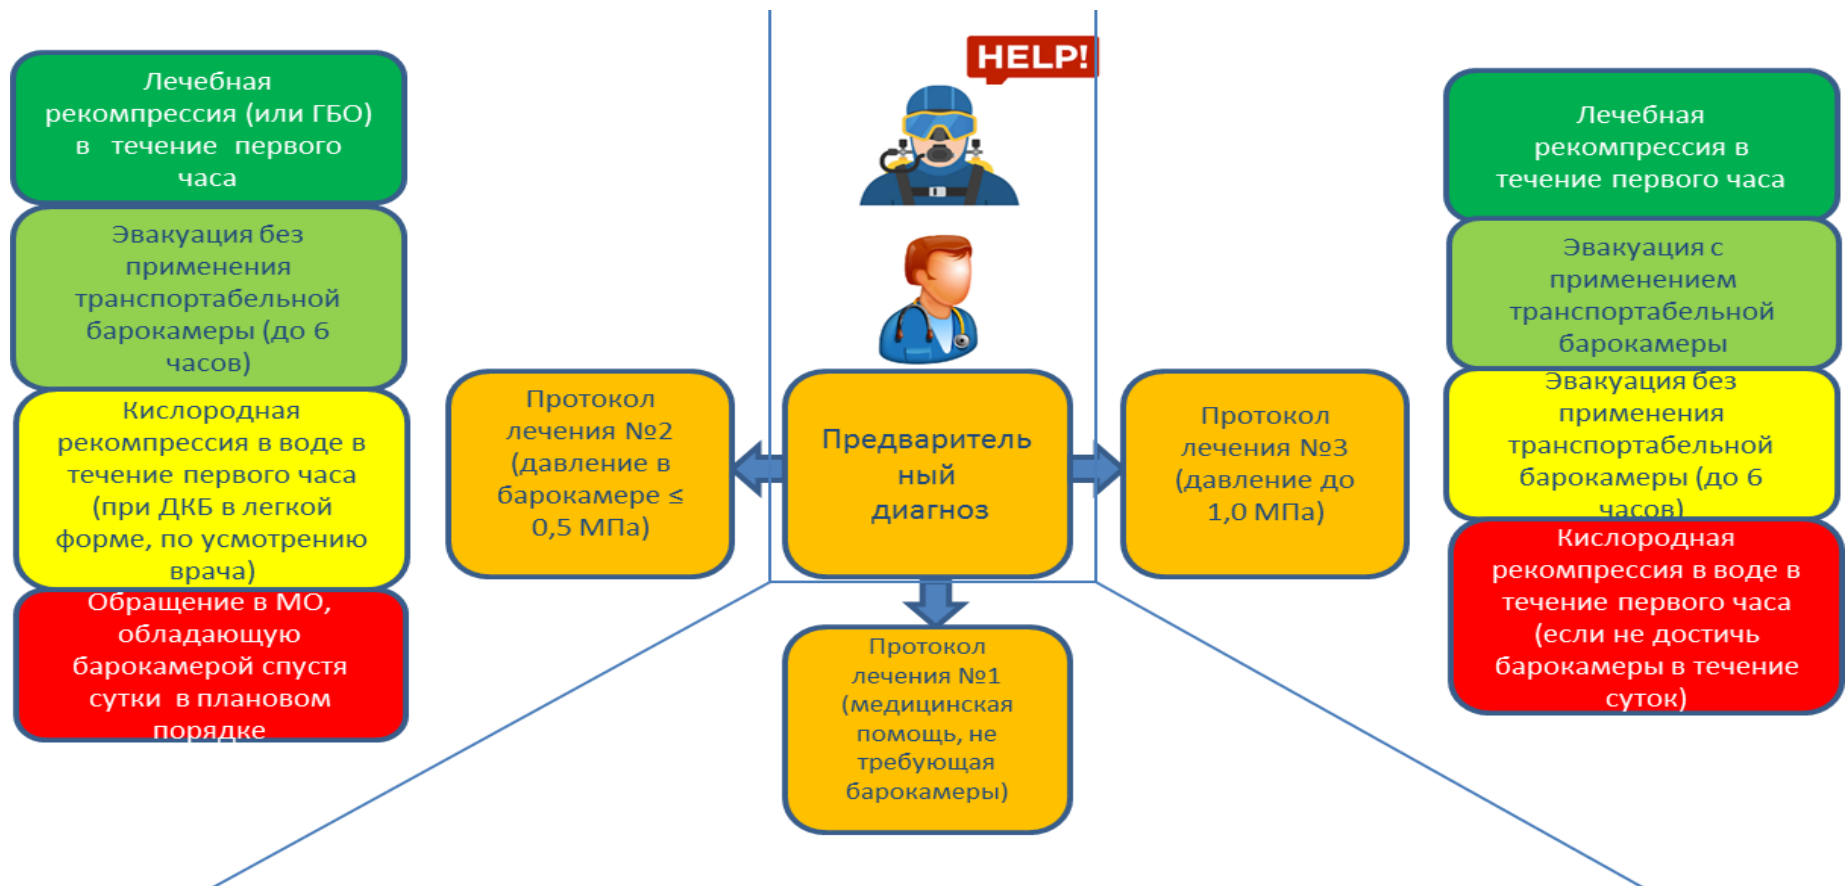 HELP!
Лечебная
рекомпрессия (или ГБО)
в течение первого
часа
Эвакуация без
применения
транспортабельной
барокамеры (до 6
часов)
Кислородная
рекомпрессия в воде в
течение первого часа
(при ДКБ в легкой
форме, по усмотрению
врача)
Обращение в МО,
обладающую
барокамерой спустя
сутки в плановом
порядке
Протокол
лечения №2
(давление в
барокамере ≤
0,5 МПа)
Предваритель
ный
диагноз
Протокол
лечения №3
(давление до
1,0 МПа)
Протокол
лечения №1
(медицинская
помощь, не
требующая
барокамеры)
Лечебная
рекомпрессия в
течение первого часа
Эвакуация с
применением
транспортабельной
барокамеры
Эвакуация без
применения
транспортабельной
барокамеры (до 6
часов)
Кислородная
рекомпрессия в воде в
течение первого часа
(если не достичь
барокамеры в течение
суток)